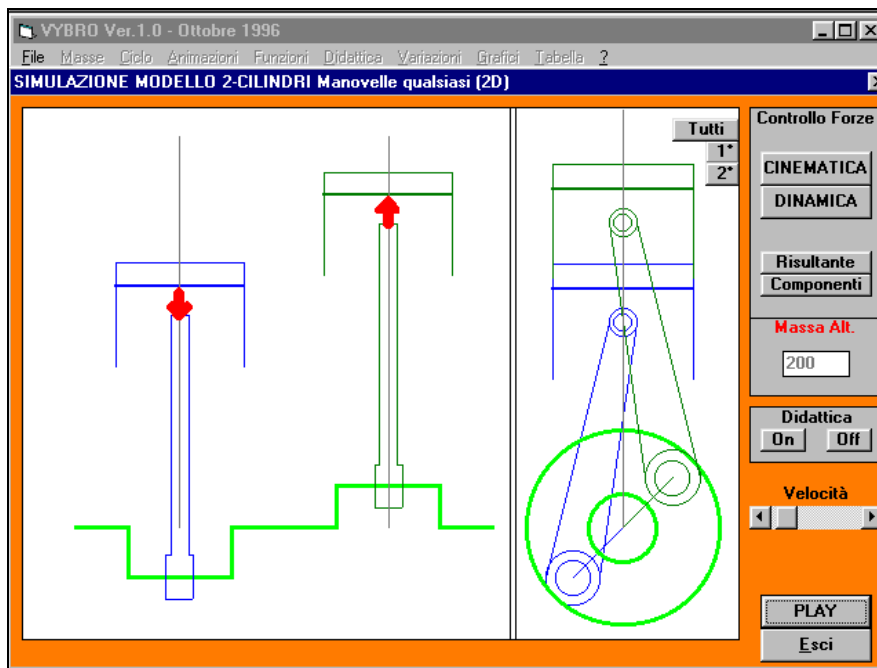 VYBRO Ver.1.0 - Ottobre 1996
File Masse Ciclo Animazioni Funzioni Didattica Variazioni Grafici Tabella ?
SIMULAZIONE MODELLO 2-CILINDRI Manovelle qualsiasi (2D)
Tutti
1°
2°
Controllo Forze
CINEMATICA
DINAMICA
Risultante
Componenti
Massa Alt.
200
Didattica
On Off
Velocità
PLAY
Esci